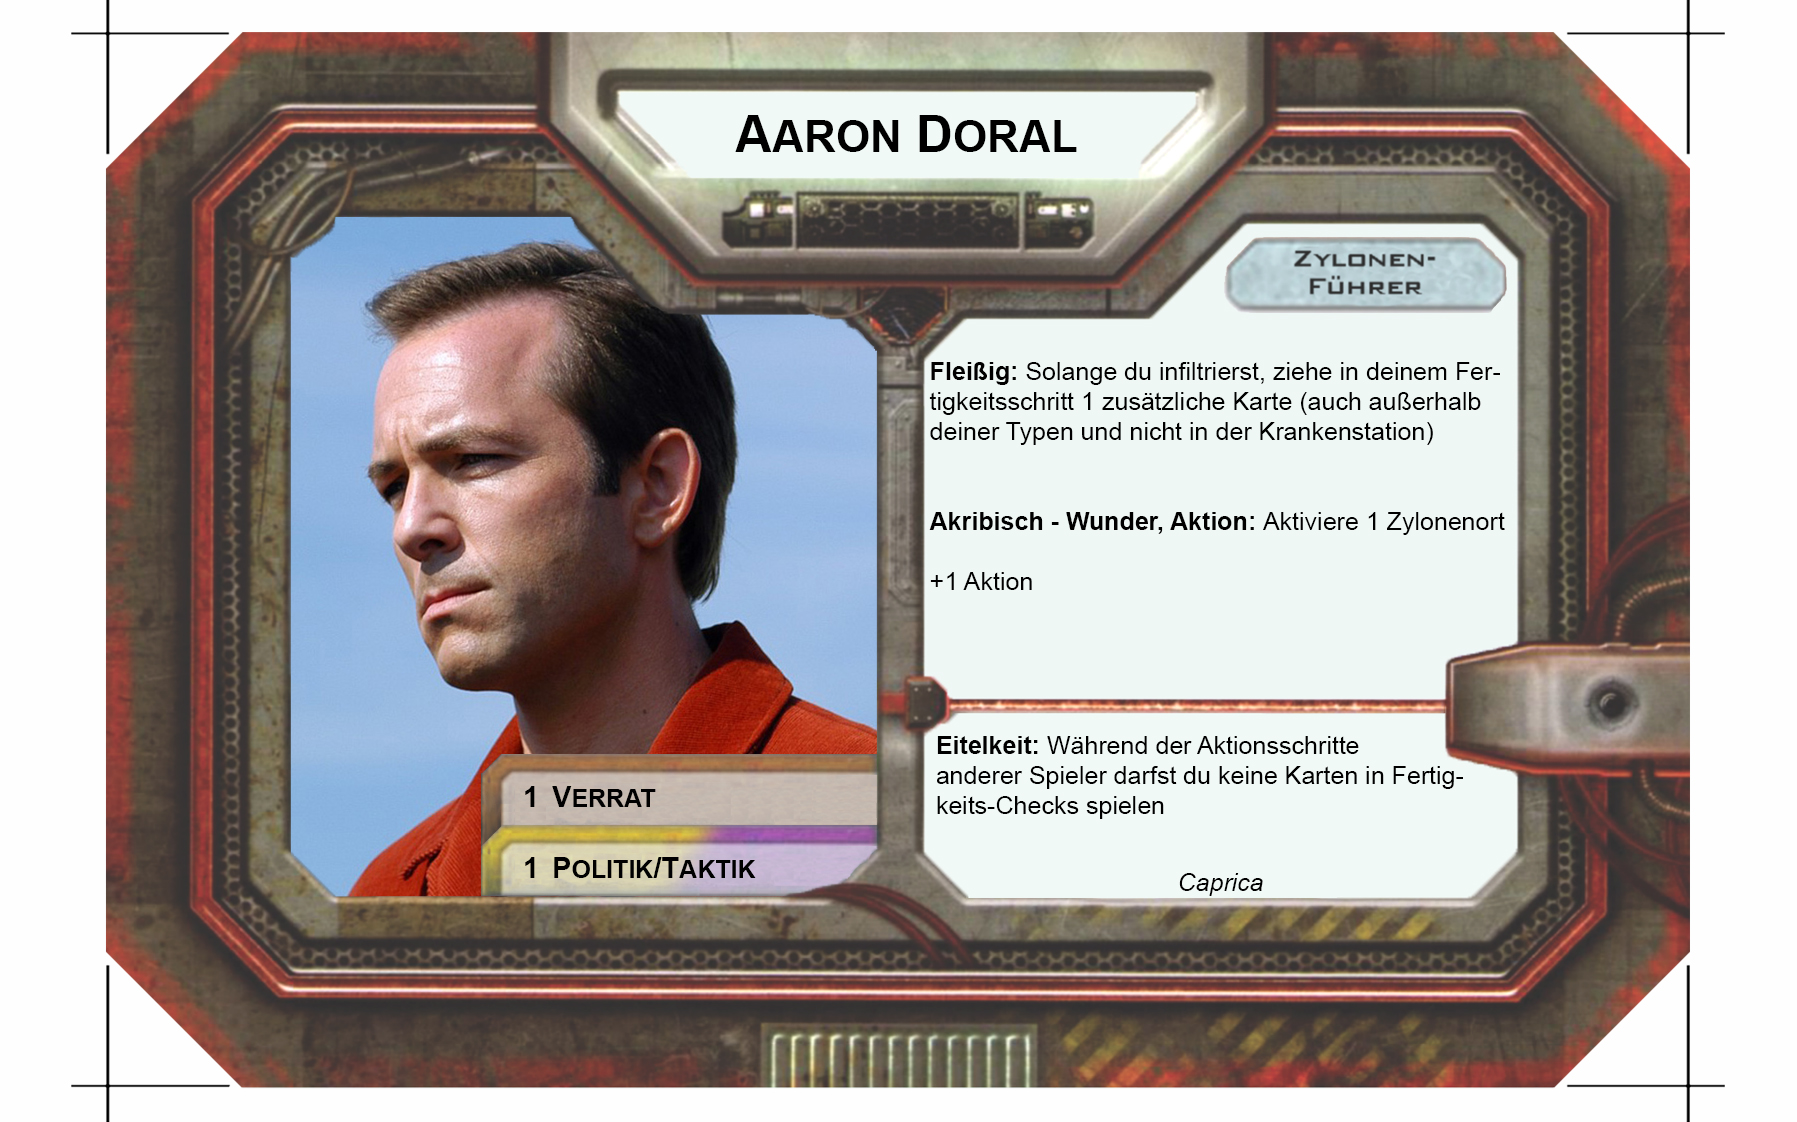 AARON DORAL
ZYLONEN-
FÜHRER
Fleißig: Solange du infiltrierst, ziehe in deinem Fer-
tigkeitsschritt 1 zusätzliche Karte (auch außerhalb
deiner Typen und nicht in der Krankenstation)
Akribisch - Wunder, Aktion: Aktiviere 1 Zylonenort
+1 Aktion
Eitelkeit: Während der Aktionsschritte
anderer Spieler darfst du keine Karten in Fertig-
keits-Checks spielen
1 VERRAT
1 POLITIK/TAKTIK
Caprica